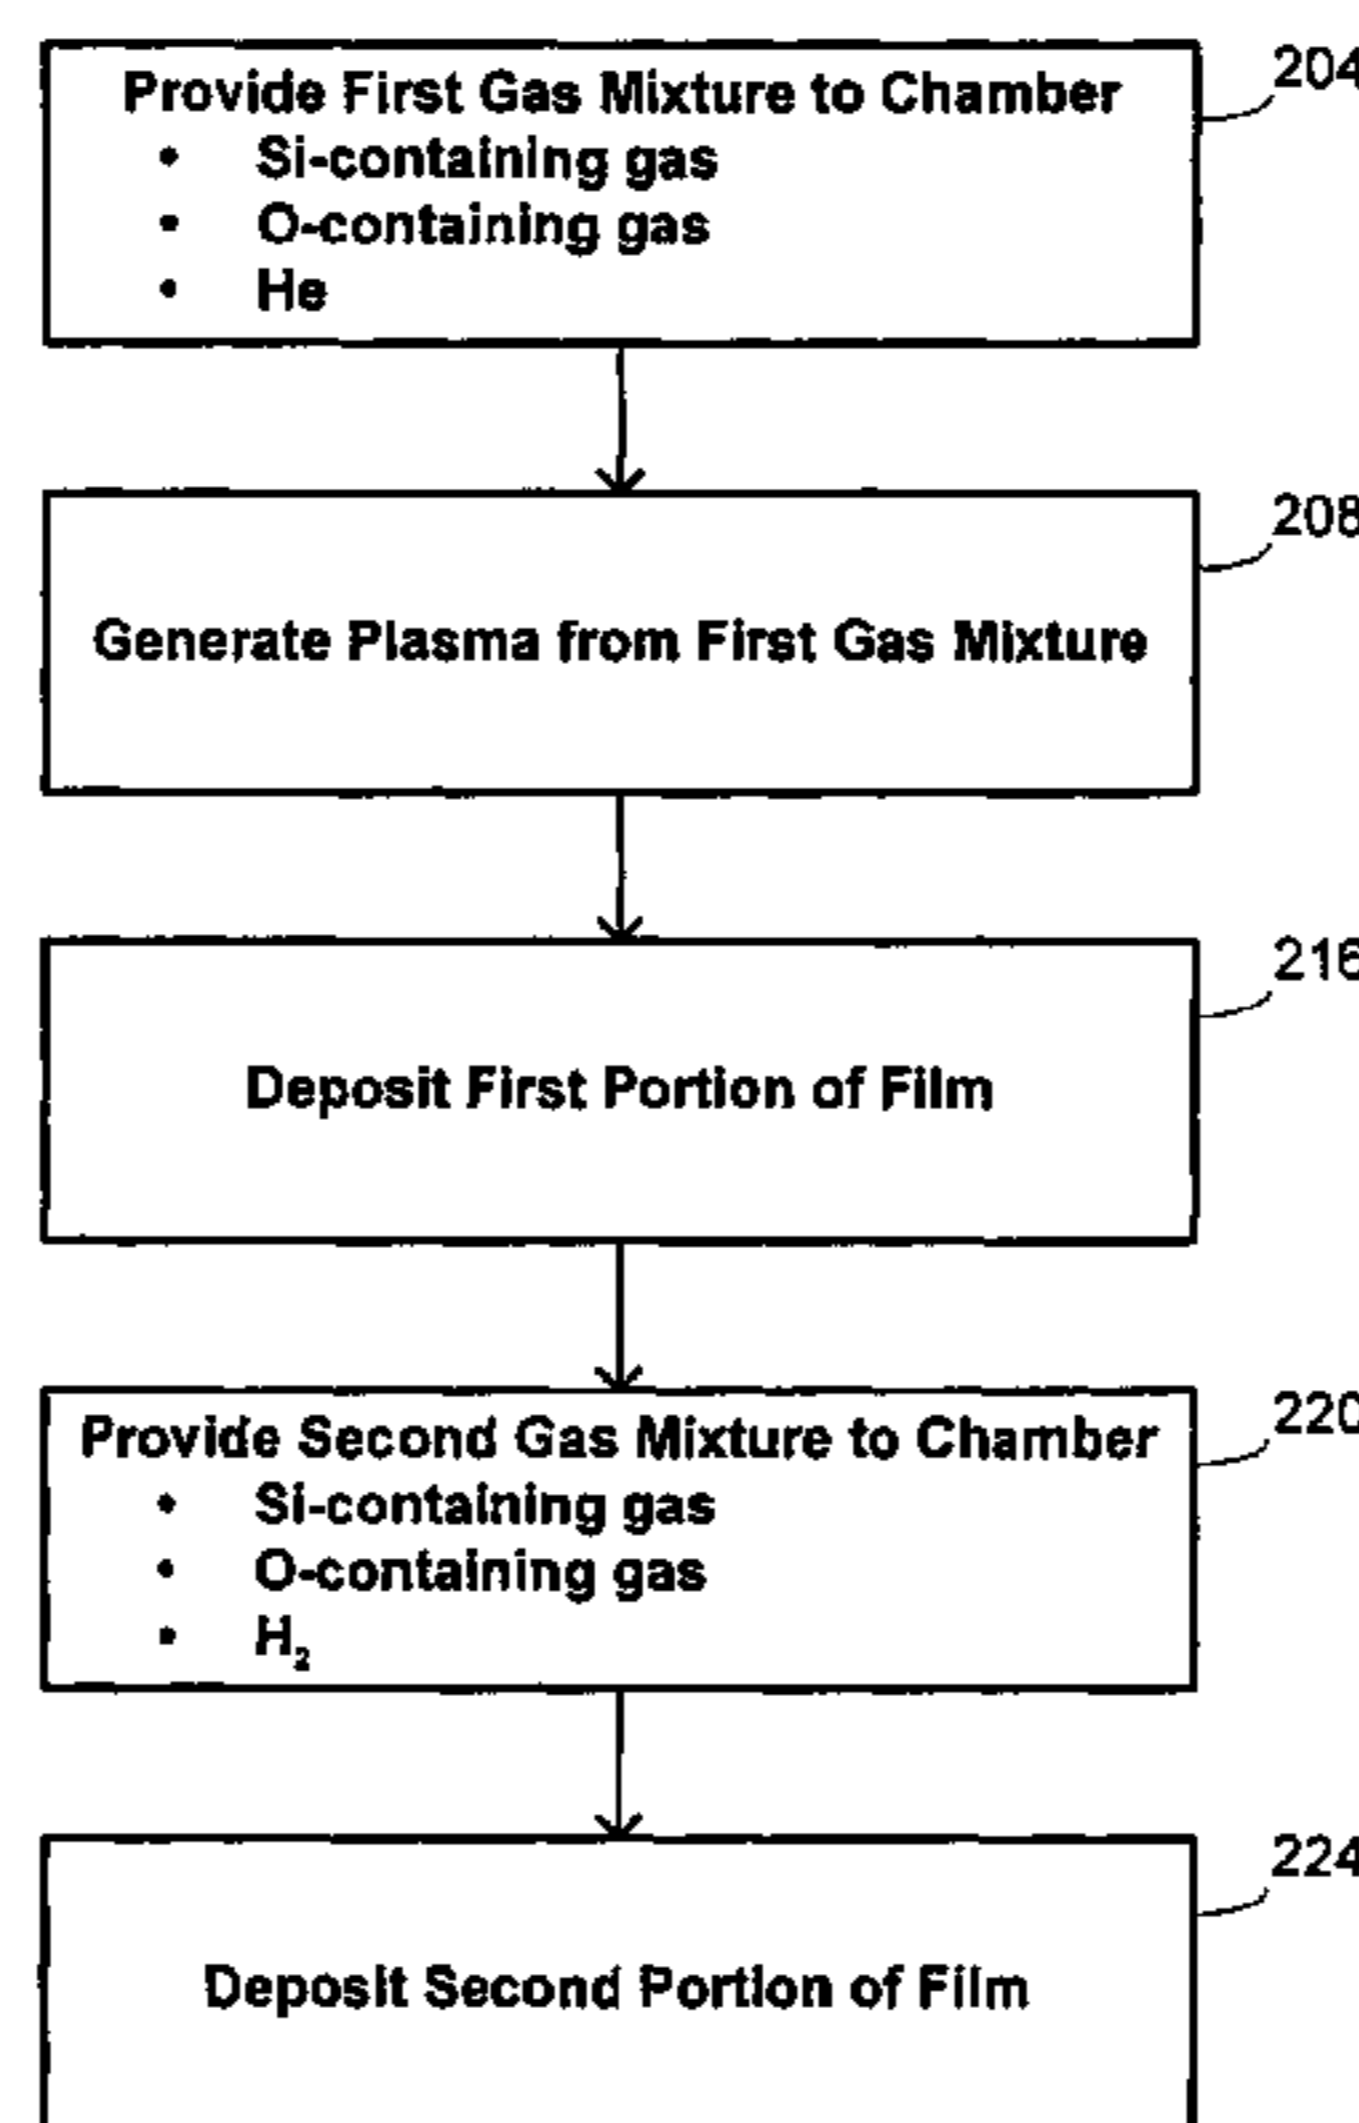 Provide First Gas Mixture to Chamber
204
• Si-containing gas
• O-containing gas
• He
208
Generate Plasma from First Gas Mixture
216
Deposit First Portion of Film
220
Provide Second Gas Mixture to Chamber
• Si-containing gas
• O-containing gas
• H₂
224
Deposit Second Portion of Film